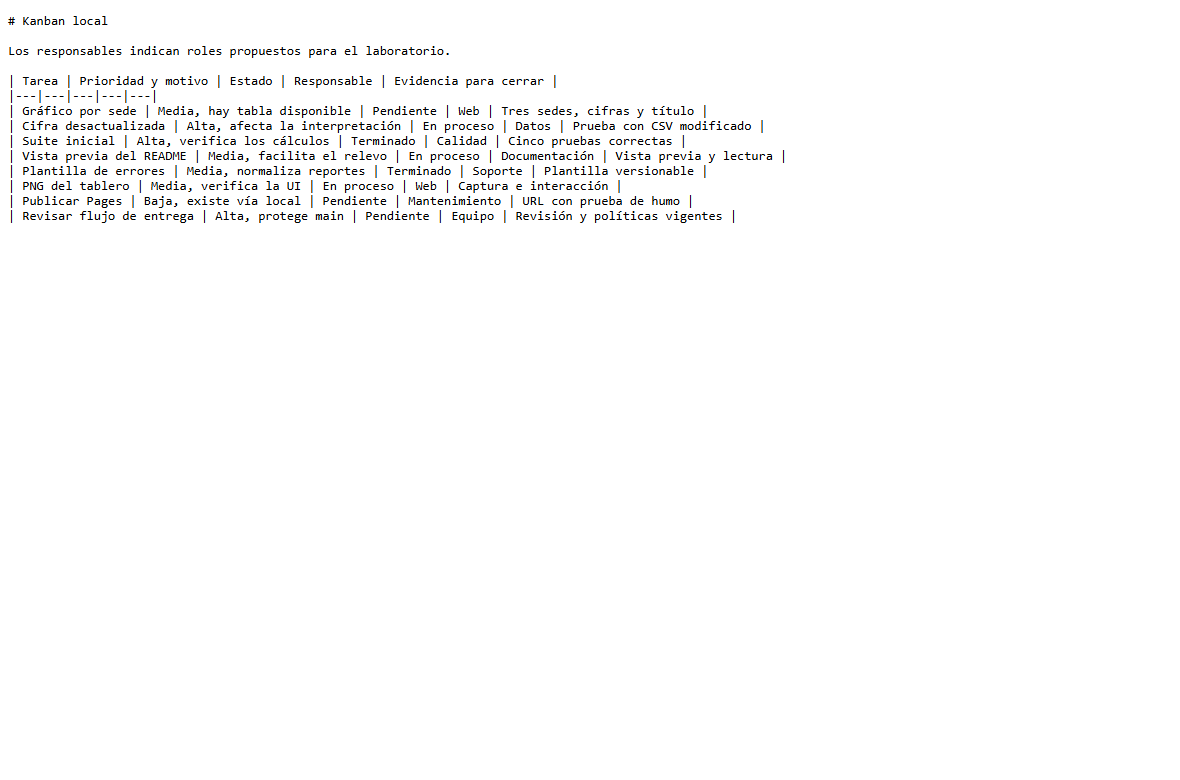 # Kanban local
Los responsables indican roles propuestos para el laboratorio.
| Tarea | Prioridad y motivo | Estado | Responsable | Evidencia para cerrar |
|---|---|---|---|---|
| Gráfico por sede | Media, hay tabla disponible | Pendiente | Web | Tres sedes, cifras y título |
| Cifra desactualizada | Alta, afecta la interpretación | En proceso | Datos | Prueba con CSV modificado |
| Suite inicial | Alta, verifica los cálculos | Terminado | Calidad | Cinco pruebas correctas |
| Vista previa del README | Media, facilita el relevo | En proceso | Documentación | Vista previa y lectura |
| Plantilla de errores | Media, normaliza reportes | Terminado | Soporte | Plantilla versionable |
| PNG del tablero | Media, verifica la UI | En proceso | Web | Captura e interacción |
| Publicar Pages | Baja, existe vía local | Pendiente | Mantenimiento | URL con prueba de humo |
| Revisar flujo de entrega | Alta, protege main | Pendiente | Equipo | Revisión y políticas vigentes |